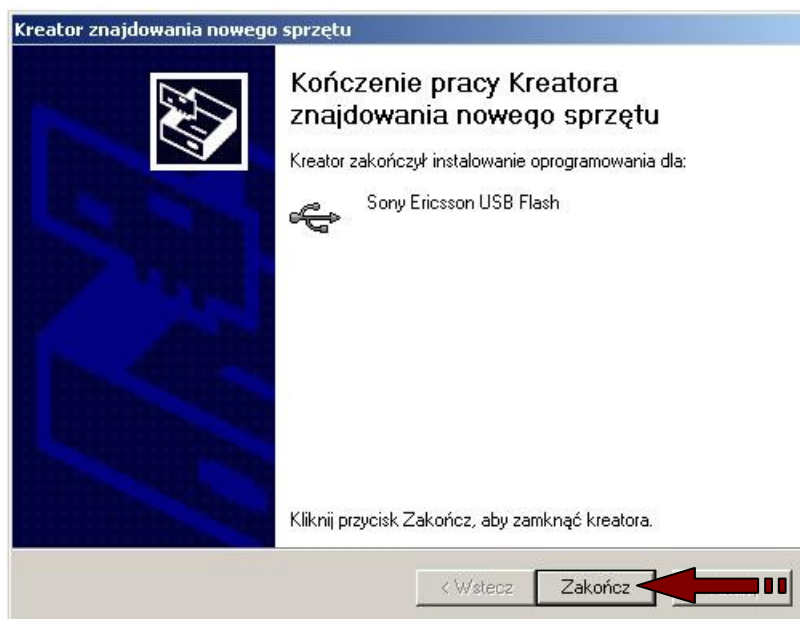 Kreator znajdowania nowego sprzętu
Kończenie pracy Kreatora
znajdowania nowego sprzętu
Kreator zakończył instalowanie oprogramowania dla:
Sony Ericsson USB Flash
Kliknij przycisk Zakończ, aby zamknąć kreatora.
< Wstecz
Zakończ